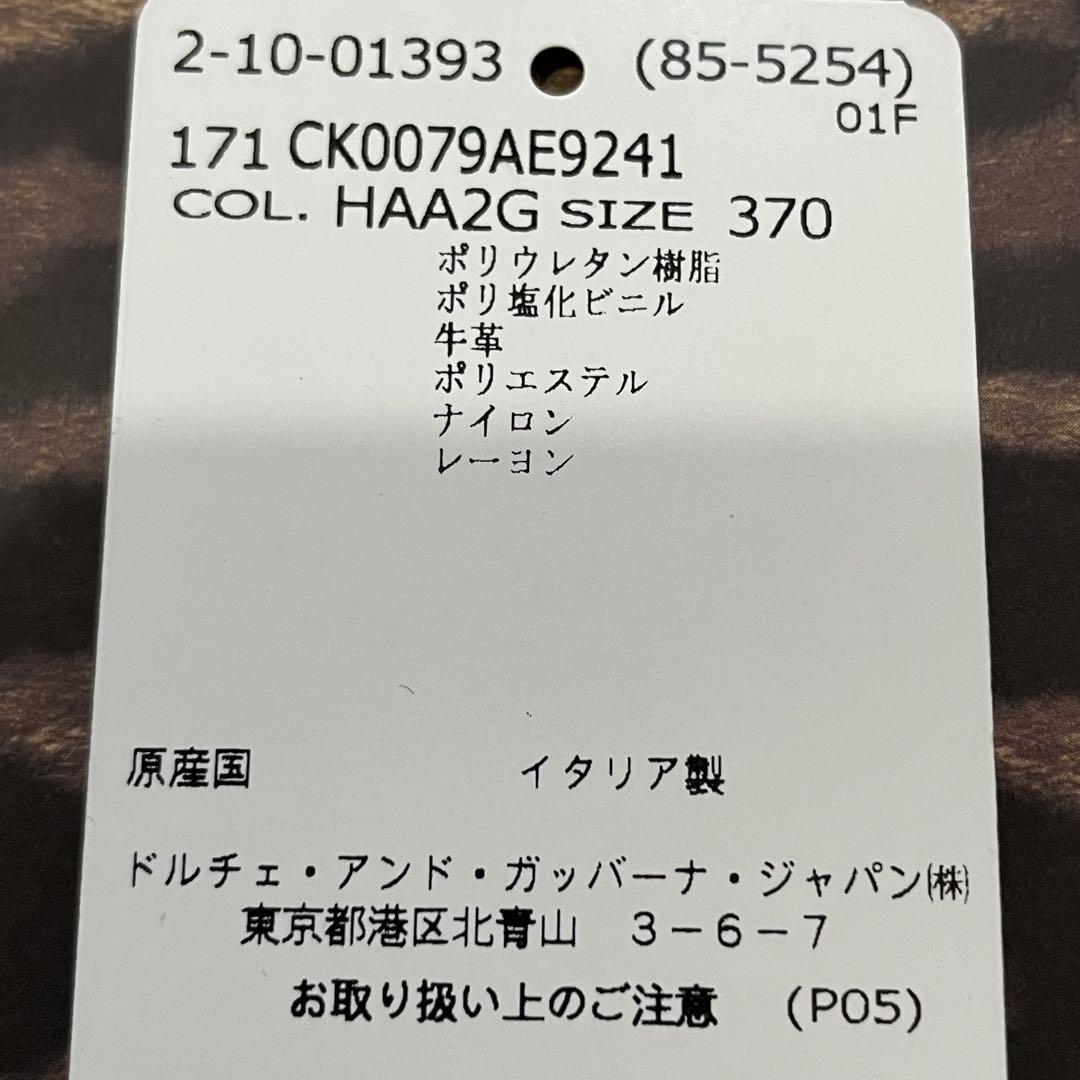 2-10-01393 (85-5254)
01F
171 CK0079AE9241
COL. HAA2G SIZE 370
ポリウレタン樹脂
ポリ塩化ビニル
牛革
ポリエステル
ナイロン
レーヨン
原産国 イタリア製
ドルチェ・アンド・ガッバーナ・ジャパン㈱
東京都港区北青山 3-6-7
お取り扱い上のご注意 (P05)